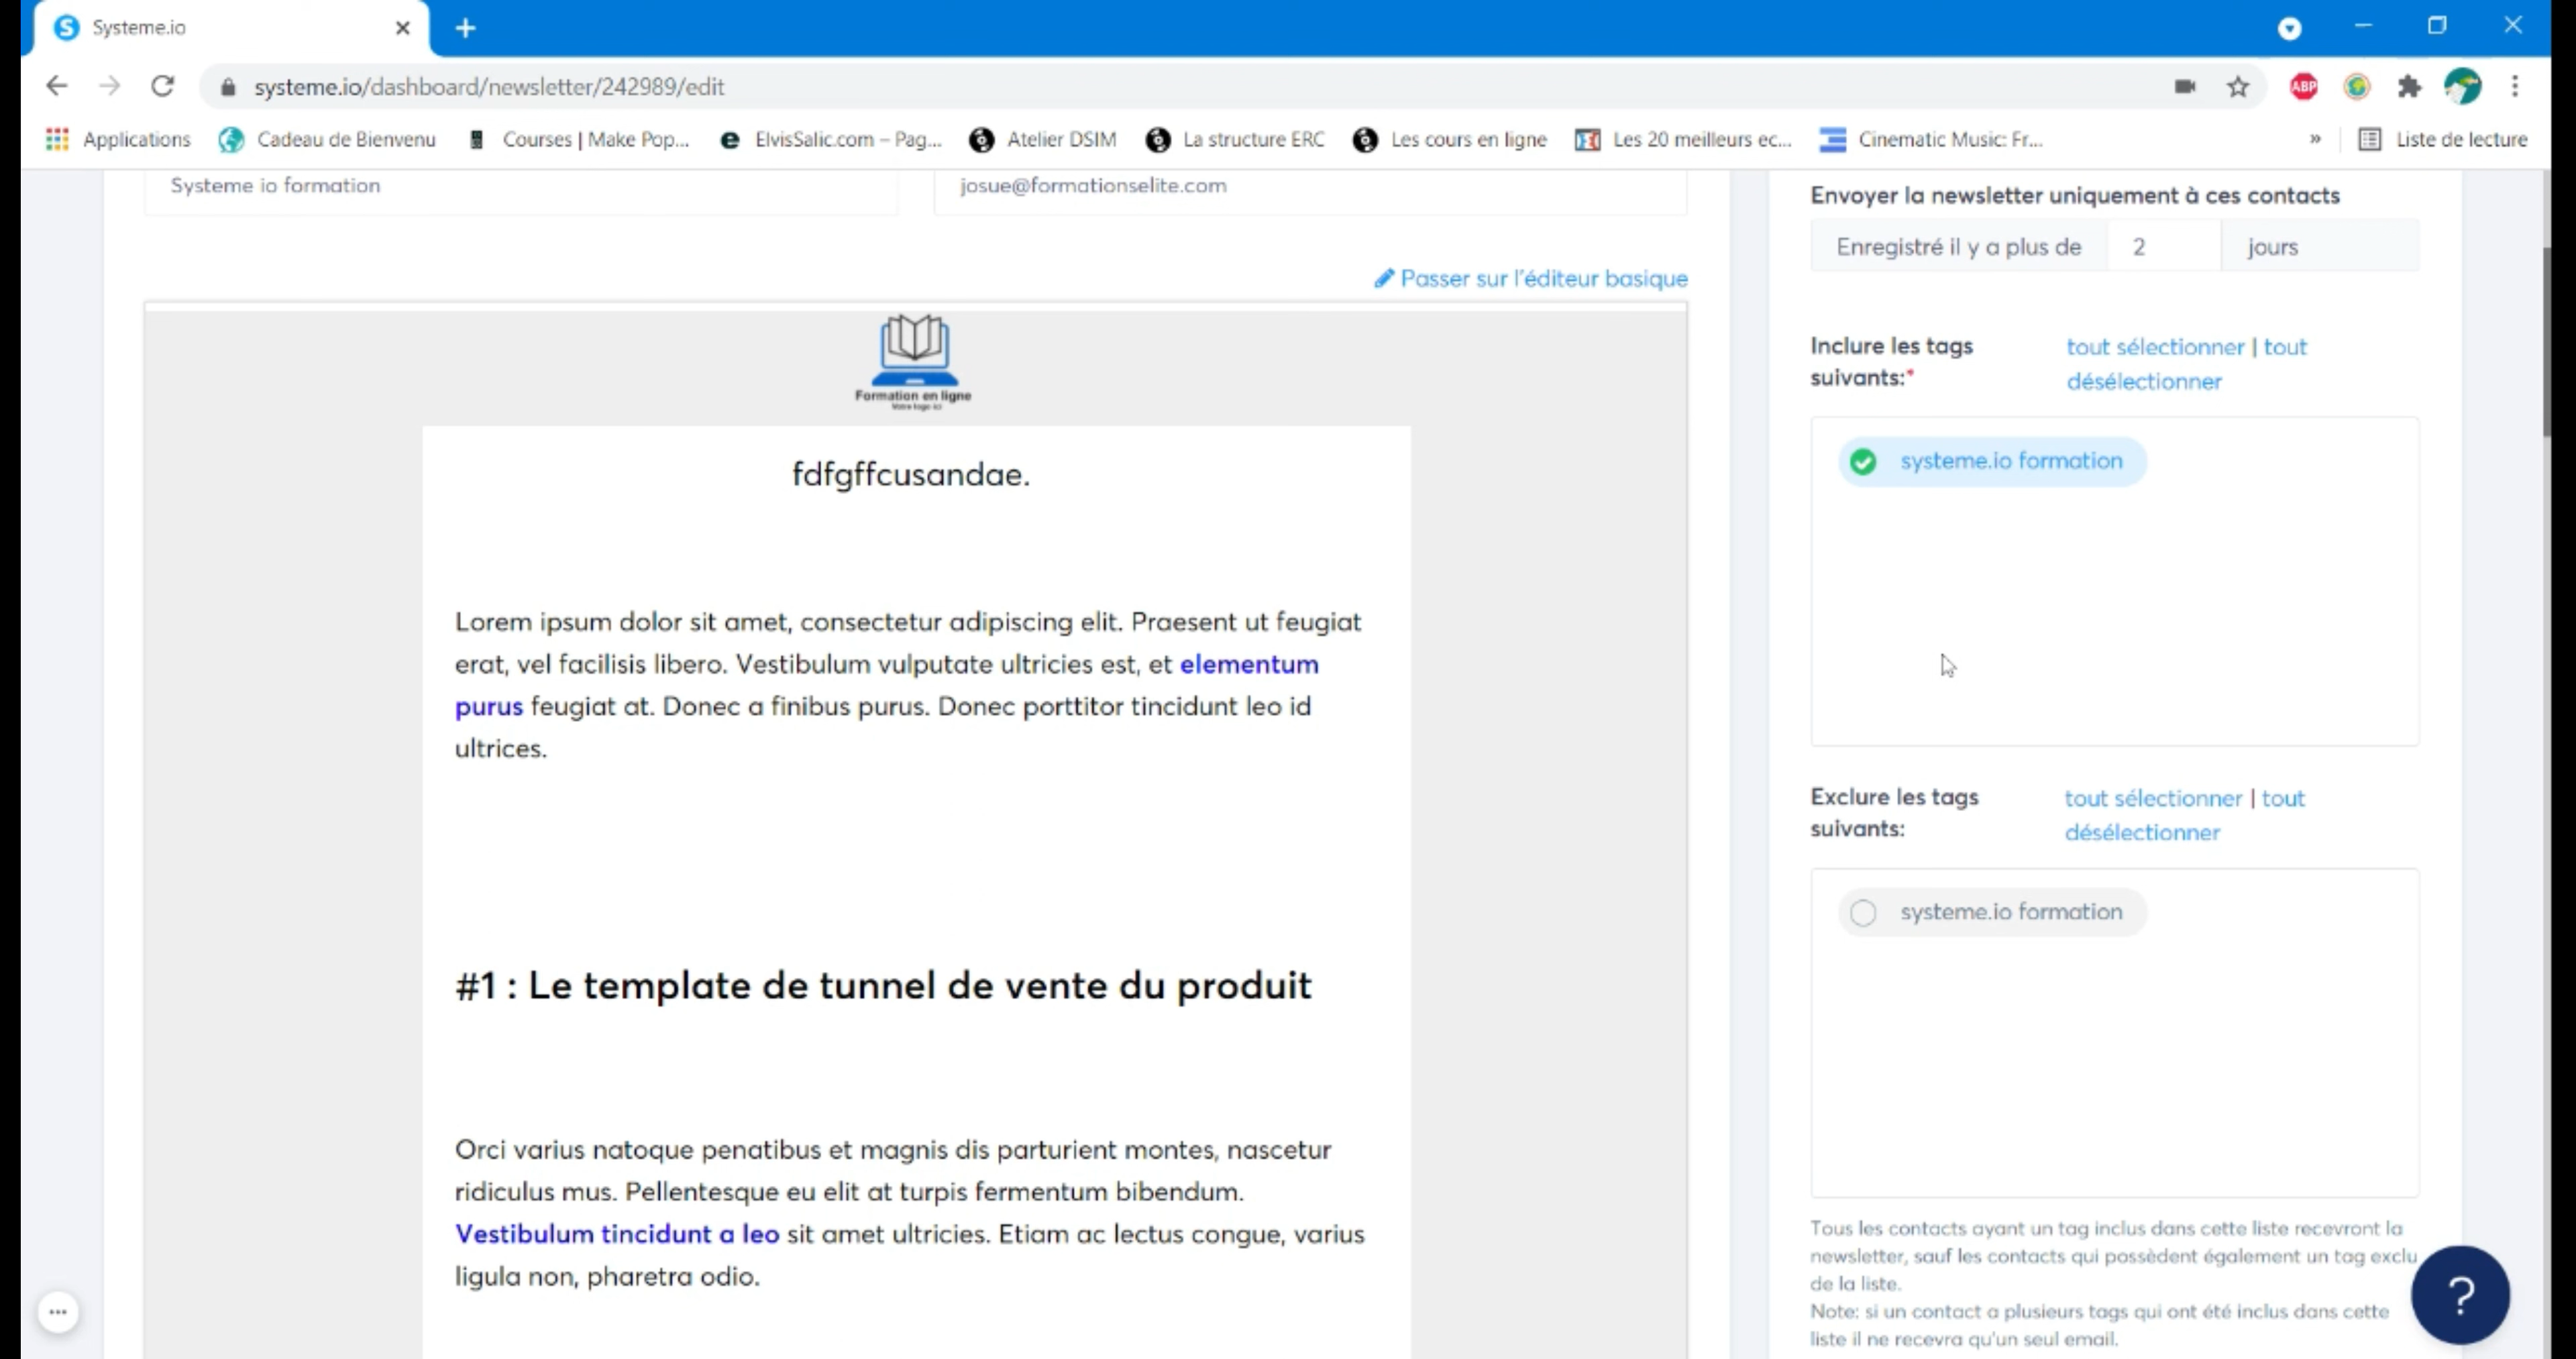 Systeme.io
systeme.io/dashboard/newsletter/242989/edit
ABP
Applications
Cadeau de Bienvenu
Courses | Make Pop...
ElvisSalic.com – Pag...
Atelier DSIM
La structure ERC
Les cours en ligne
Les 20 meilleurs ec...
Cinematic Music: Fr...
»
Liste de lecture
Systeme io formation
josue@formationselite.com
Passer sur l'éditeur basique
Formation en ligne
Votre logo ici
fdfgffcusandae.
Lorem ipsum dolor sit amet, consectetur adipiscing elit. Praesent ut feugiat
erat, vel facilisis libero. Vestibulum vulputate ultricies est, et elementum
purus feugiat at. Donec a finibus purus. Donec porttitor tincidunt leo id
ultrices.
#1 : Le template de tunnel de vente du produit
Orci varius natoque penatibus et magnis dis parturient montes, nascetur
ridiculus mus. Pellentesque eu elit at turpis fermentum bibendum.
Vestibulum tincidunt a leo sit amet ultricies. Etiam ac lectus congue, varius
ligula non, pharetra odio.
Envoyer la newsletter uniquement à ces contacts
Enregistré il y a plus de 2 jours
Inclure les tags
suivants:*
tout sélectionner | tout
désélectionner
systeme.io formation
Exclure les tags
suivants:
tout sélectionner | tout
désélectionner
systeme.io formation
Tous les contacts ayant un tag inclus dans cette liste recevront la
newsletter, sauf les contacts qui possèdent également un tag exclu
de la liste.
Note: si un contact a plusieurs tags qui ont été inclus dans cette
liste il ne recevra qu'un seul email.
?